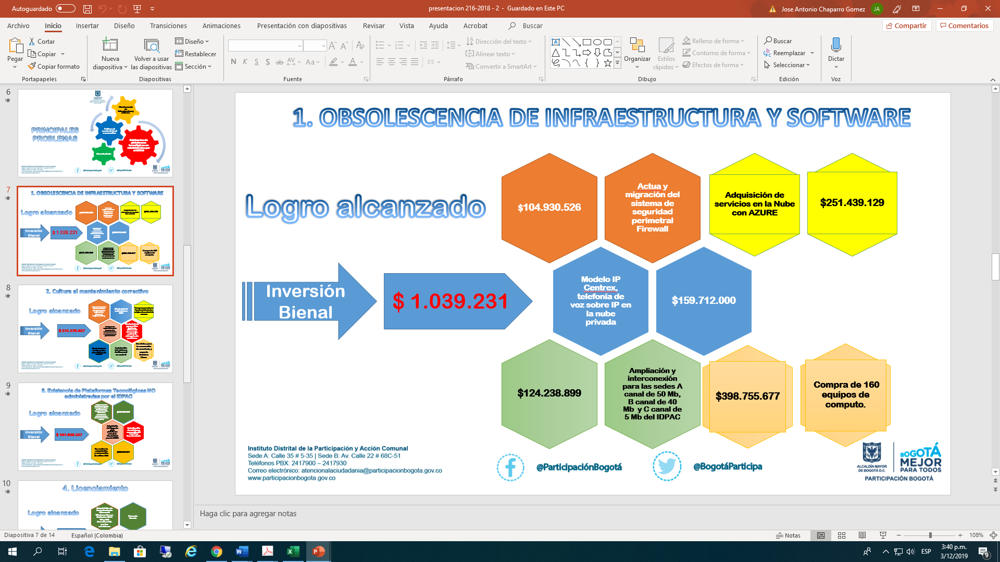 Autoguardado
presentacion 216-2018 - 2 - Guardado en Este PC
Jose Antonio Chaparro Gomez
JA
Archivo Inicio Insertar Diseño Transiciones Animaciones Presentación con diapositivas Revisar Vista Ayuda Acrobat Buscar
Compartir Comentarios
Pegar
Cortar
Copiar
Copiar formato
Portapapeles
Nueva
diapositiva
Volver a usar
las diapositivas
Diseño
Restablecer
Sección
Diapositivas
N K S S ab AV Aa A
Fuente
Dirección del texto
Alinear texto
Convertir a SmartArt
Párrafo
Organizar
Estilos
rápidos
Relleno de forma
Contorno de forma
Efectos de forma
Dibujo
Buscar
Reemplazar
Seleccionar
Edición
Dictar
Voz
6
PRINCIPALES
PROBLEMAS
7
1. OBSOLESCENCIA DE INFRAESTRUCTURA Y SOFTWARE
Logro alcanzado
Inversión
Bienal
$ 1.039.231
8
2. Cultura al mantenimiento correctivo
Logro alcanzado
Inversión
Bienal
$ 215.379.027
9
3. Existencia de Plataformas Tecnológicas NO
administradas por el IDPAC
Logro alcanzado
Inversión
Bienal
$ 101.830.527
10
4. Licenciamiento
Logro alcanzado
1. OBSOLESCENCIA DE INFRAESTRUCTURA Y SOFTWARE
Logro alcanzado
$104.930.526
Actua y
migración del
sistema de
seguridad
perimetral
Firewall
Adquisición de
servicios en la Nube
con AZURE
$251.439.129
Inversión
Bienal
$ 1.039.231
Modelo IP
Centrex,
telefonía de
voz sobre IP en
la nube
privada
$159.712.000
$124.238.899
Ampliación y
interconexión
para las sedes A
canal de 50 Mb,
B canal de 40
Mb y C canal de
5 Mb del IDPAC
$398.755.677
Compra de 160
equipos de
computo.
Instituto Distrital de la Participación y Acción Comunal
Sede A: Calle 35 # 5-35 | Sede B: Av. Calle 22 # 68C-51
Teléfonos PBX: 2417900 – 2417930
Correo electrónico: atencionalaciudadania@participacionbogota.gov.co
www.participacionbogota.gov.co
@ParticipaciónBogotá
@BogotáParticipa
ALCALDÍA MAYOR
DE BOGOTÁ D.C.
BOGOTÁ
MEJOR
PARA TODOS
PARTICIPACIÓN BOGOTÁ
Haga clic para agregar notas
Diapositiva 7 de 14 Español (Colombia)
Notas
108%
ESP
3:40 p.m.
3/12/2019
9